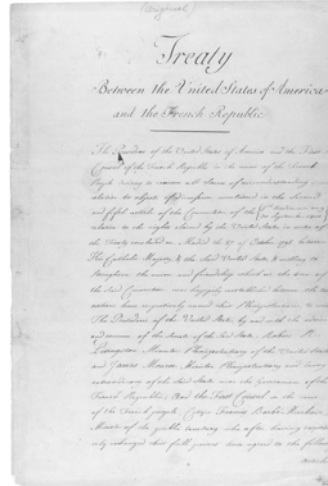 (Original)
Treaty
Between the United States of America
and the French Republic
The President of the United States of America and the First
Consul of the French Republic in the name of the French
People desiring to remove all Source of misunderstanding
relative to objects of discussion mentioned in the Second
and fifth articles of the Convention of the
relative to the rights claimed by the United States in virtue of
the Treaty concluded at Madrid the 27 of October 1795 between
His Catholic Majesty & the Said United States, & willing to
Strengthen the union and friendship which at the time of
the Said Convention was happily reestablished between the two
nations have respectively named their Plenipotentiaries to wit
The President of the United States, by and with the advice
and consent of the Senate of the Said States, Robert R.
Livingston Minister Plenipotentiary of the United States
and James Monroe Minister Plenipotentiary and Envoy
extraordinary of the Said States near the Government of the
French Republic; And the First Consul in the name
of the French people, Citizen Francis Barbé Marbois
Minister of the public treasury who after having
exchanged their full powers have agreed to the following